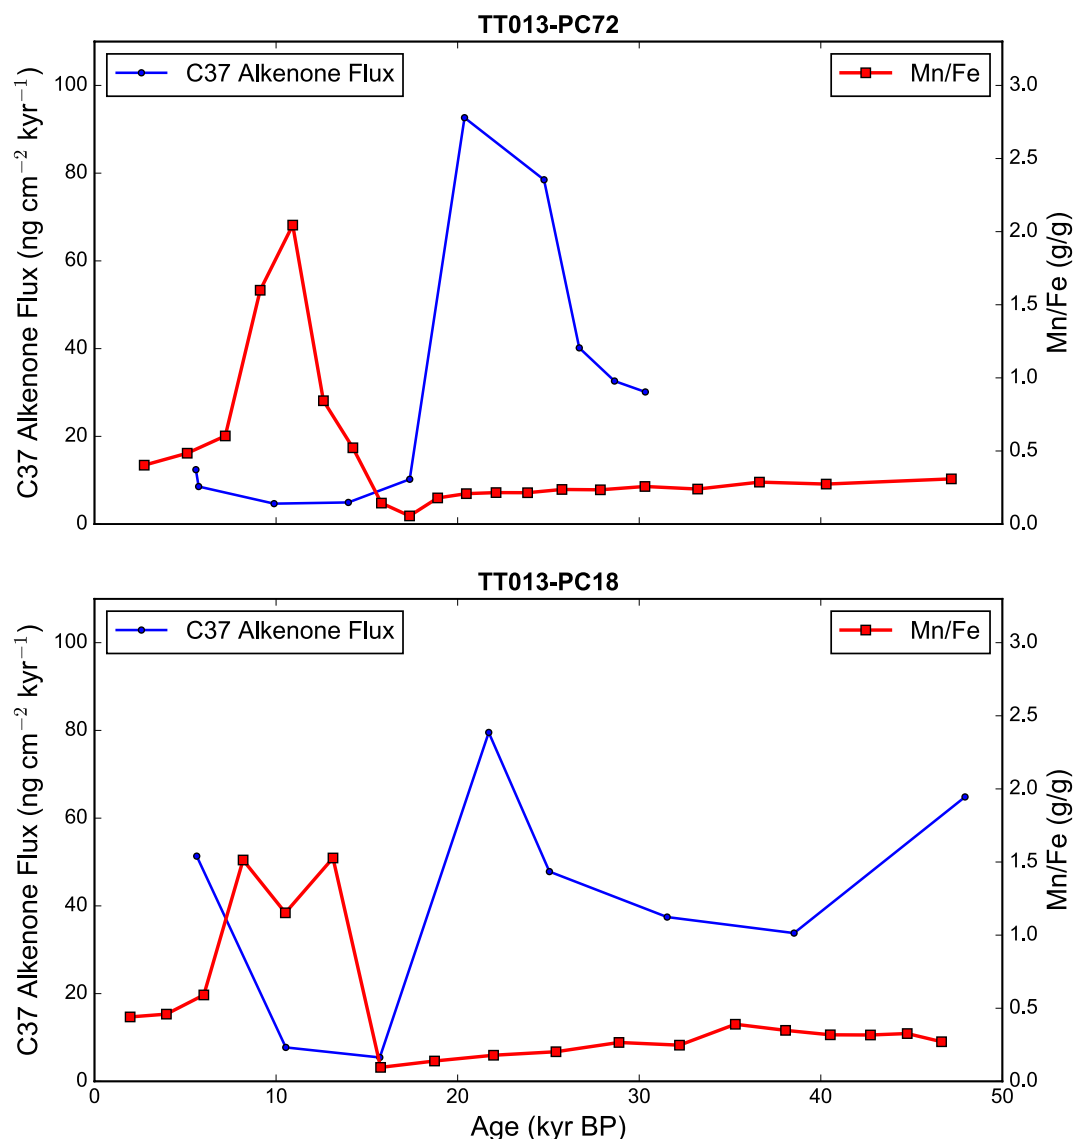 TT013-PC72
C37 Alkenone Flux
Mn/Fe
C37 Alkenone Flux (ng cm⁻² kyr⁻¹)
100
80
60
40
20
0
3.0
2.5
2.0
1.5
1.0
0.5
0.0
Mn/Fe (g/g)
TT013-PC18
C37 Alkenone Flux
Mn/Fe
C37 Alkenone Flux (ng cm⁻² kyr⁻¹)
100
80
60
40
20
0
3.0
2.5
2.0
1.5
1.0
0.5
0.0
Mn/Fe (g/g)
0 10 20 30 40 50
Age (kyr BP)